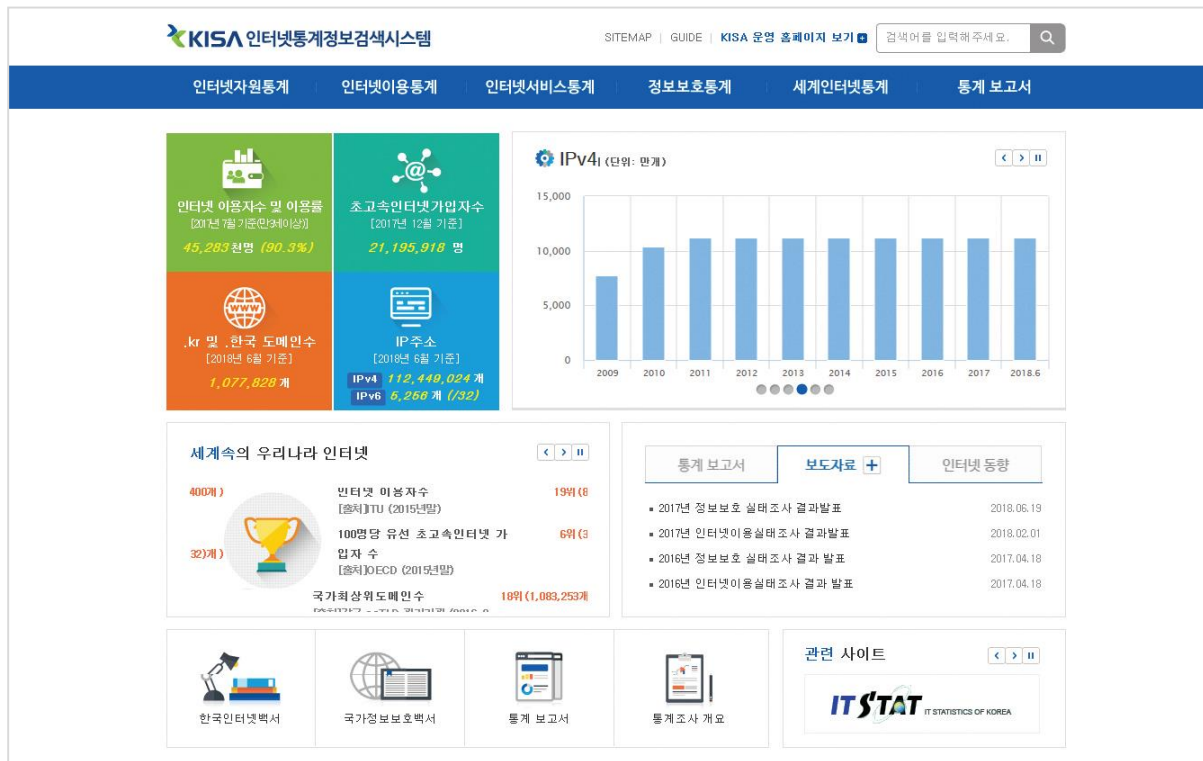 KISA 인터넷통계정보검색시스템
SITEMAP | GUIDE | KISA 운영 홈페이지 보기
검색어를 입력해주세요.
인터넷자원통계 인터넷이용통계 인터넷서비스통계 정보보호통계 세계인터넷통계 통계 보고서
인터넷 이용자수 및 이용률
[2017년 7월 기준(만3세이상)]
45,283천명 (90.3%)
초고속인터넷가입자수
[2017년 12월 기준]
21,195,918 명
www
.kr 및 .한국 도메인수
[2018년 6월 기준]
1,077,828 개
IP주소
[2018년 6월 기준]
IPv4 112,449,024 개
IPv6 5,256 개 (/32)
IPv4 (단위: 만개)
15,000
10,000
5,000
0
2009 2010 2011 2012 2013 2014 2015 2016 2017 2018.6
세계속의 우리나라 인터넷
400개 )
32)개 )
인터넷 이용자수 19위 (8
[출처]ITU (2015년말)
100명당 유선 초고속인터넷 가 6위 (3
입자 수
[출처]OECD (2015년말)
국가최상위도메인수 18위 (1,083,253개
통계 보고서 보도자료 + 인터넷 동향
2017년 정보보호 실태조사 결과발표 2018.06.19
2017년 인터넷이용실태조사 결과발표 2018.02.01
2016년 정보보호 실태조사 결과 발표 2017.04.18
2016년 인터넷이용실태조사 결과 발표 2017.04.18
한국인터넷백서
국가정보보호백서
통계 보고서
통계조사 개요
관련 사이트
IT STAT IT STATISTICS OF KOREA